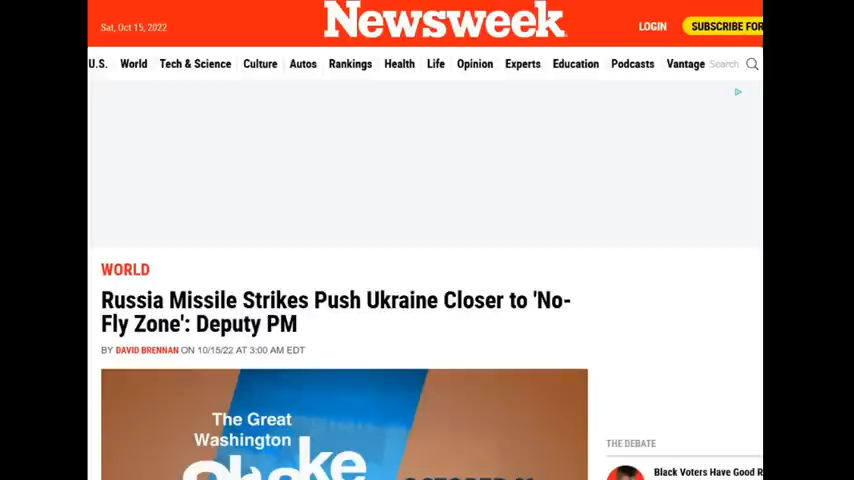 Sat, Oct 15, 2022
Newsweek
LOGIN
SUBSCRIBE FOR
U.S. World Tech & Science Culture Autos Rankings Health Life Opinion Experts Education Podcasts Vantage Search
WORLD
Russia Missile Strikes Push Ukraine Closer to 'No-
Fly Zone': Deputy PM
BY DAVID BRENNAN ON 10/15/22 AT 3:00 AM EDT
The Great
Washington
THE DEBATE
Black Voters Have Good R